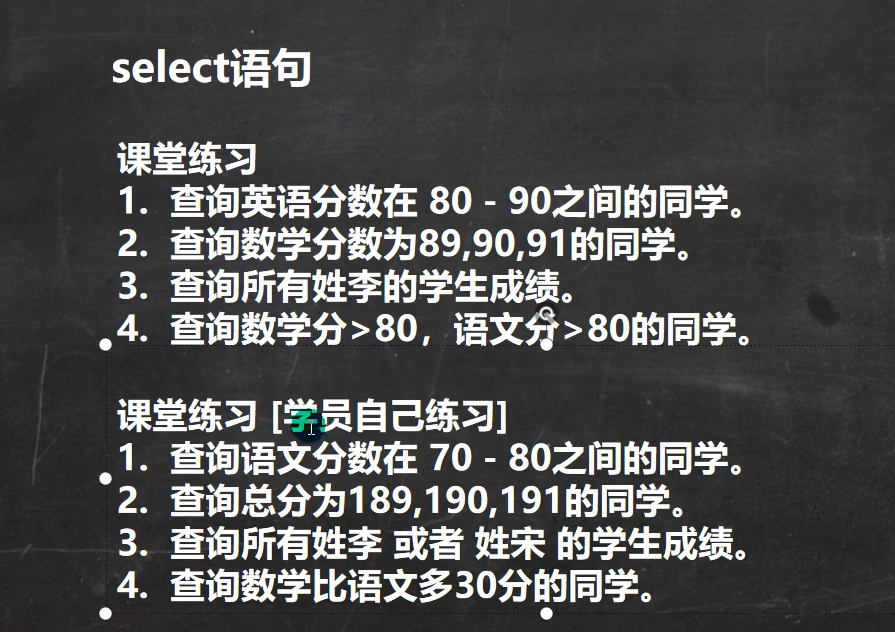 select语句
课堂练习
1. 查询英语分数在 80 - 90之间的同学。
2. 查询数学分数为89,90,91的同学。
3. 查询所有姓李的学生成绩。
4. 查询数学分>80，语文分>80的同学。
课堂练习 [学员自己练习]
1. 查询语文分数在 70 - 80之间的同学。
2. 查询总分为189,190,191的同学。
3. 查询所有姓李 或者 姓宋 的学生成绩。
4. 查询数学比语文多30分的同学。